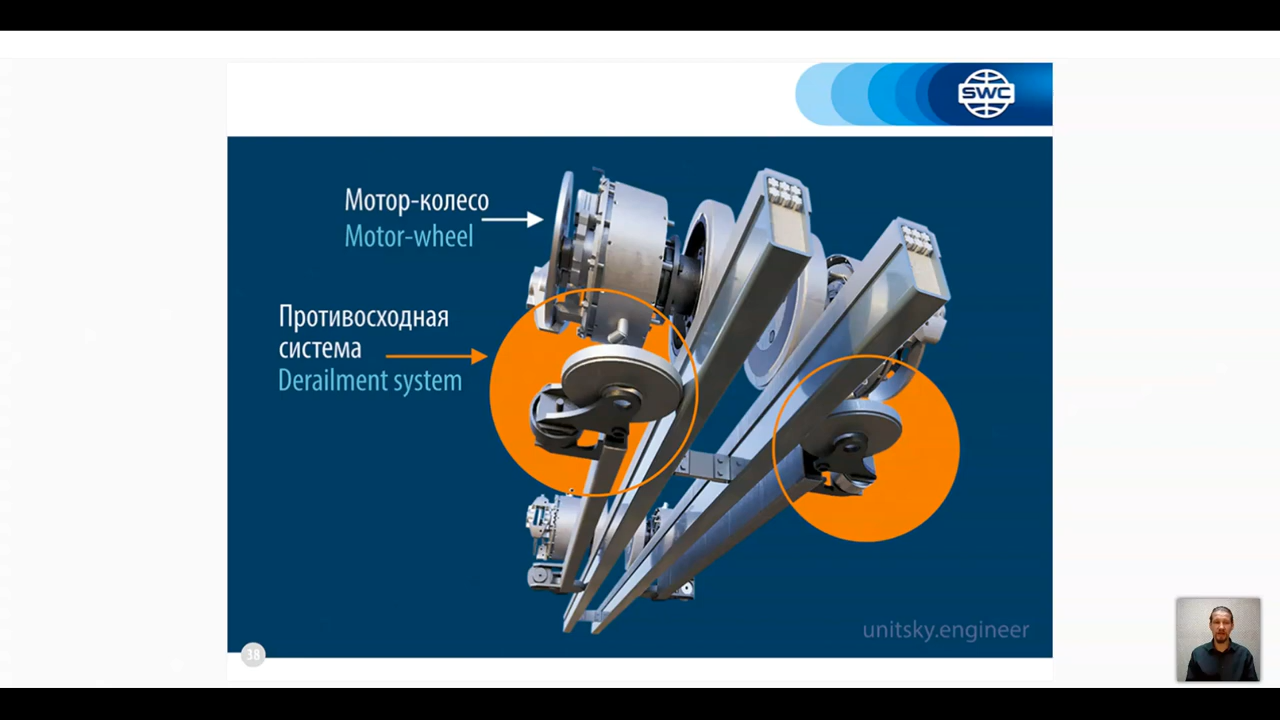 SWC
Мотор-колесо
Motor-wheel
Противосходная
система
Derailment system
unitsky.engineer
38